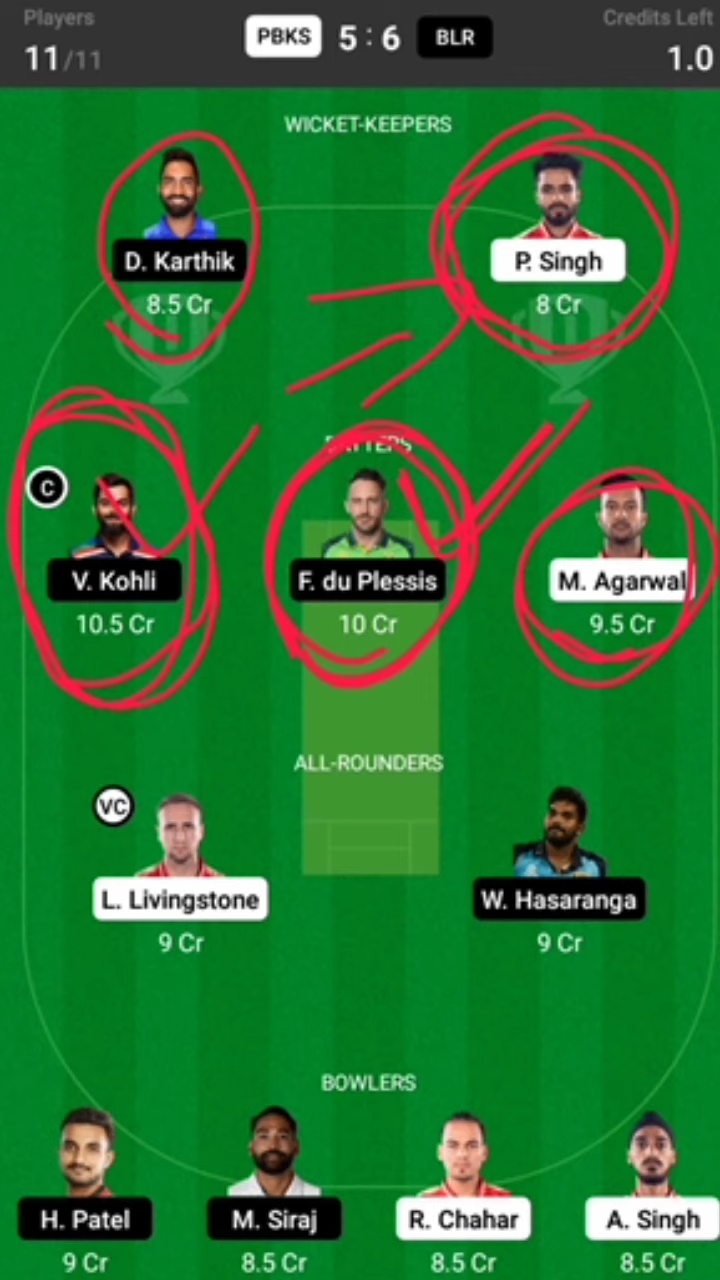 Players
Credits Left
11/11
PBKS 5 : 6 BLR
1.0
WICKET-KEEPERS
D. Karthik
P. Singh
8.5 Cr
8 Cr
BATTERS
C
V. Kohli
F. du Plessis
M. Agarwal
10.5 Cr
10 Cr
9.5 Cr
ALL-ROUNDERS
VC
L. Livingstone
W. Hasaranga
9 Cr
9 Cr
BOWLERS
H. Patel
M. Siraj
R. Chahar
A. Singh
9 Cr
8.5 Cr
8.5 Cr
8.5 Cr